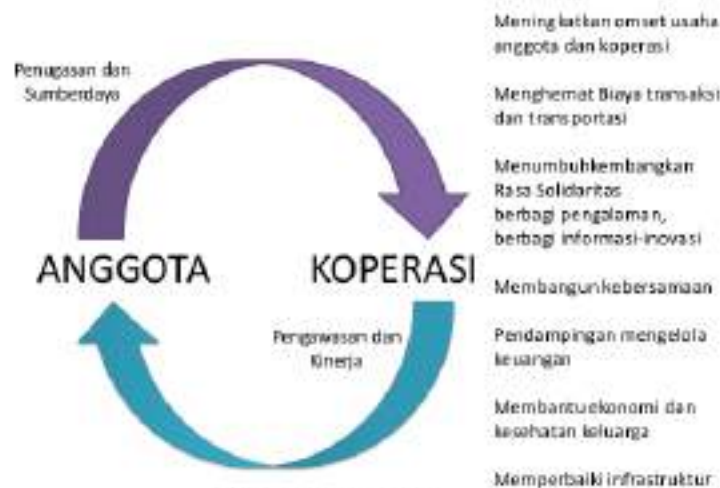 Penugasan dan
Sumberdaya
ANGGOTA
KOPERASI
Pengawasan dan
Kinerja
Meningkatkan omset usaha
anggota dan koperasi
Menghemat Biaya transaksi
dan transportasi
Menumbuhkembangkan
Rasa Solidaritas
berbagi pengalaman,
berbagi informasi-inovasi
Membangun kebersamaan
Pendampingan mengelola
keuangan
Membantu ekonomi dan
kesehatan keluarga
Memperbaiki infrastruktur